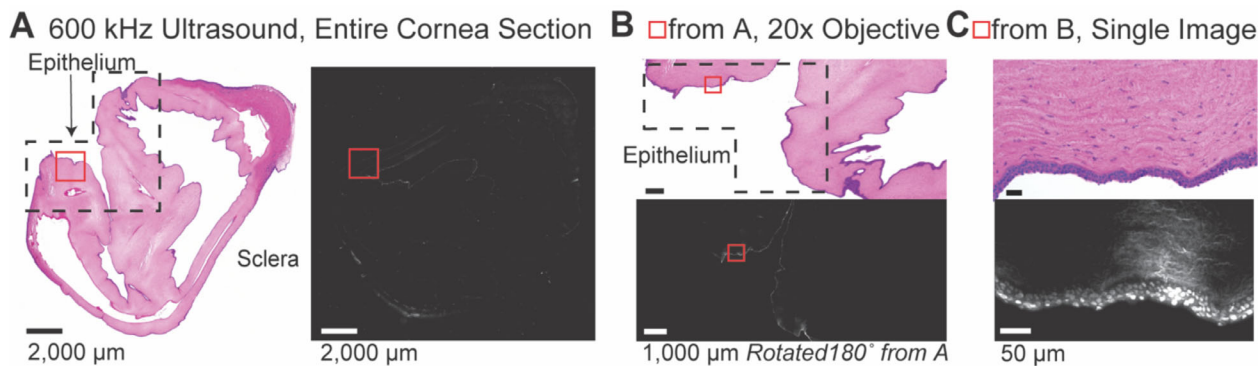 A 600 kHz Ultrasound, Entire Cornea Section
Epithelium
Sclera
2,000 µm
2,000 µm
B from A, 20x Objective
Epithelium
1,000 µm Rotated180° from A
C from B, Single Image
50 µm